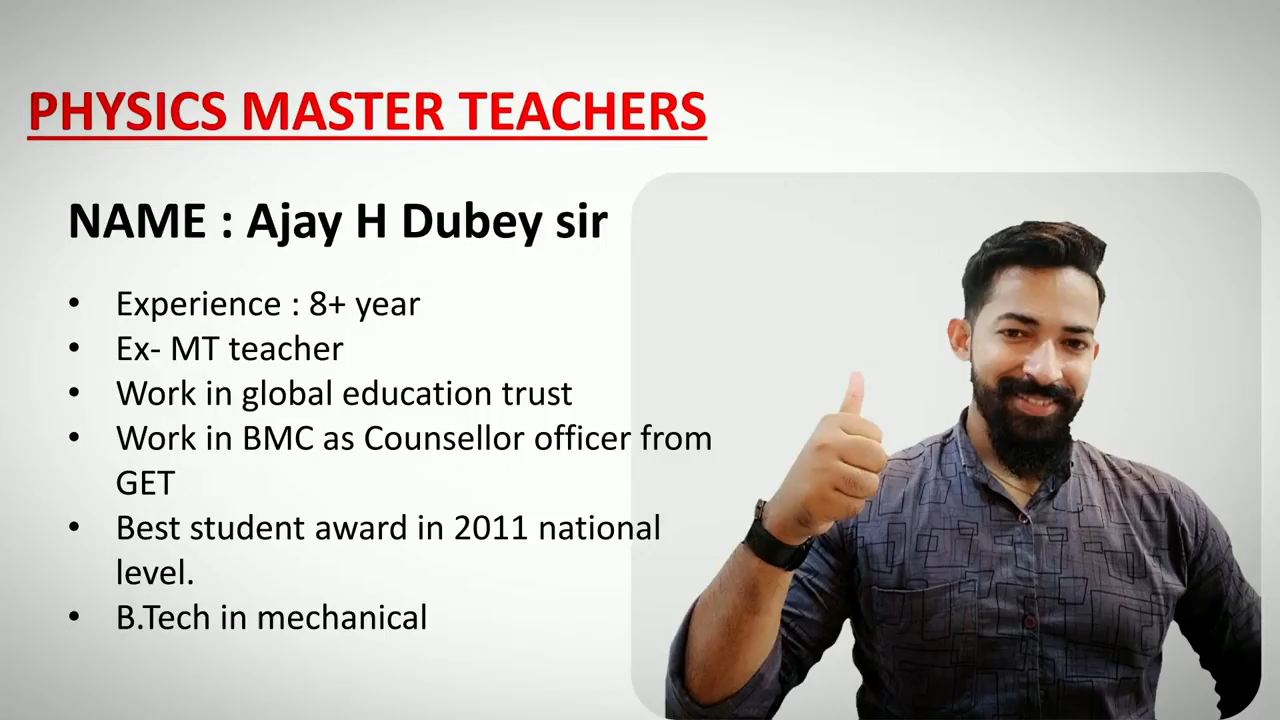 PHYSICS MASTER TEACHERS
NAME : Ajay H Dubey sir
• Experience : 8+ year
• Ex- MT teacher
• Work in global education trust
• Work in BMC as Counsellor officer from
GET
• Best student award in 2011 national
level.
• B.Tech in mechanical